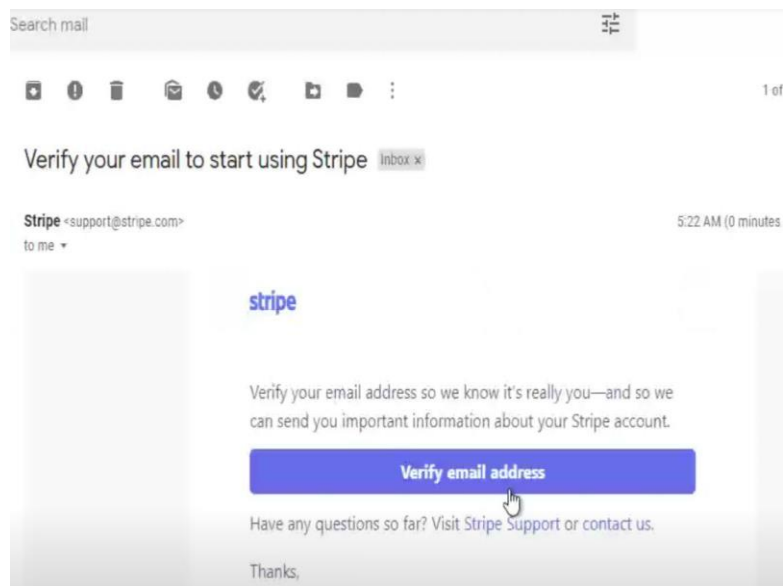 Search mail
1 of
Verify your email to start using Stripe Inbox x
Stripe <support@stripe.com>
5:22 AM (0 minutes
to me
stripe
Verify your email address so we know it's really you—and so we
can send you important information about your Stripe account.
Verify email address
Have any questions so far? Visit Stripe Support or contact us.
Thanks,